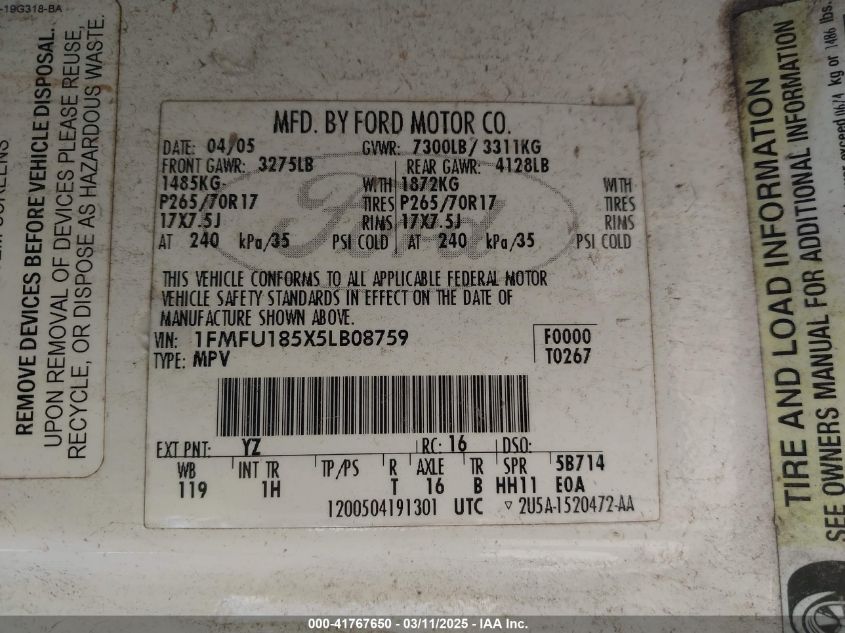 -19G318-BA
REMOVE DEVICES BEFORE VEHICLE DISPOSAL.
UPON REMOVAL OF DEVICES PLEASE REUSE,
RECYCLE, OR DISPOSE AS HAZARDOUS WASTE.
MFD. BY FORD MOTOR CO.
DATE: 04/05 GVWR: 7300LB/ 3311KG
FRONT GAWR: 3275LB REAR GAWR: 4128LB
1485KG WITH 1872KG WITH
P265/70R17 TIRES P265/70R17 TIRES
17X7.5J RIMS 17X7.5J RIMS
AT 240 kPa/35 PSI COLD AT 240 kPa/35 PSI COLD
Ford
THIS VEHICLE CONFORMS TO ALL APPLICABLE FEDERAL MOTOR
VEHICLE SAFETY STANDARDS IN EFFECT ON THE DATE OF
MANUFACTURE SHOWN ABOVE.
VIN: 1FMFU185X5LB08759 F0000
TYPE: MPV T0267
EXT PNT: YZ RC: 16 DSO:
WB INT TR TP/PS R AXLE TR SPR 5B714
119 1H T 16 B HH11 E0A
1200504191301 UTC ▽ 2U5A-1520472-AA
TIRE AND LOAD INFORMATION
SEE OWNERS MANUAL FOR ADDITIONAL INFORMATION
kg or 1486 lbs.
000-41767650 - 03/11/2025 - IAA Inc.